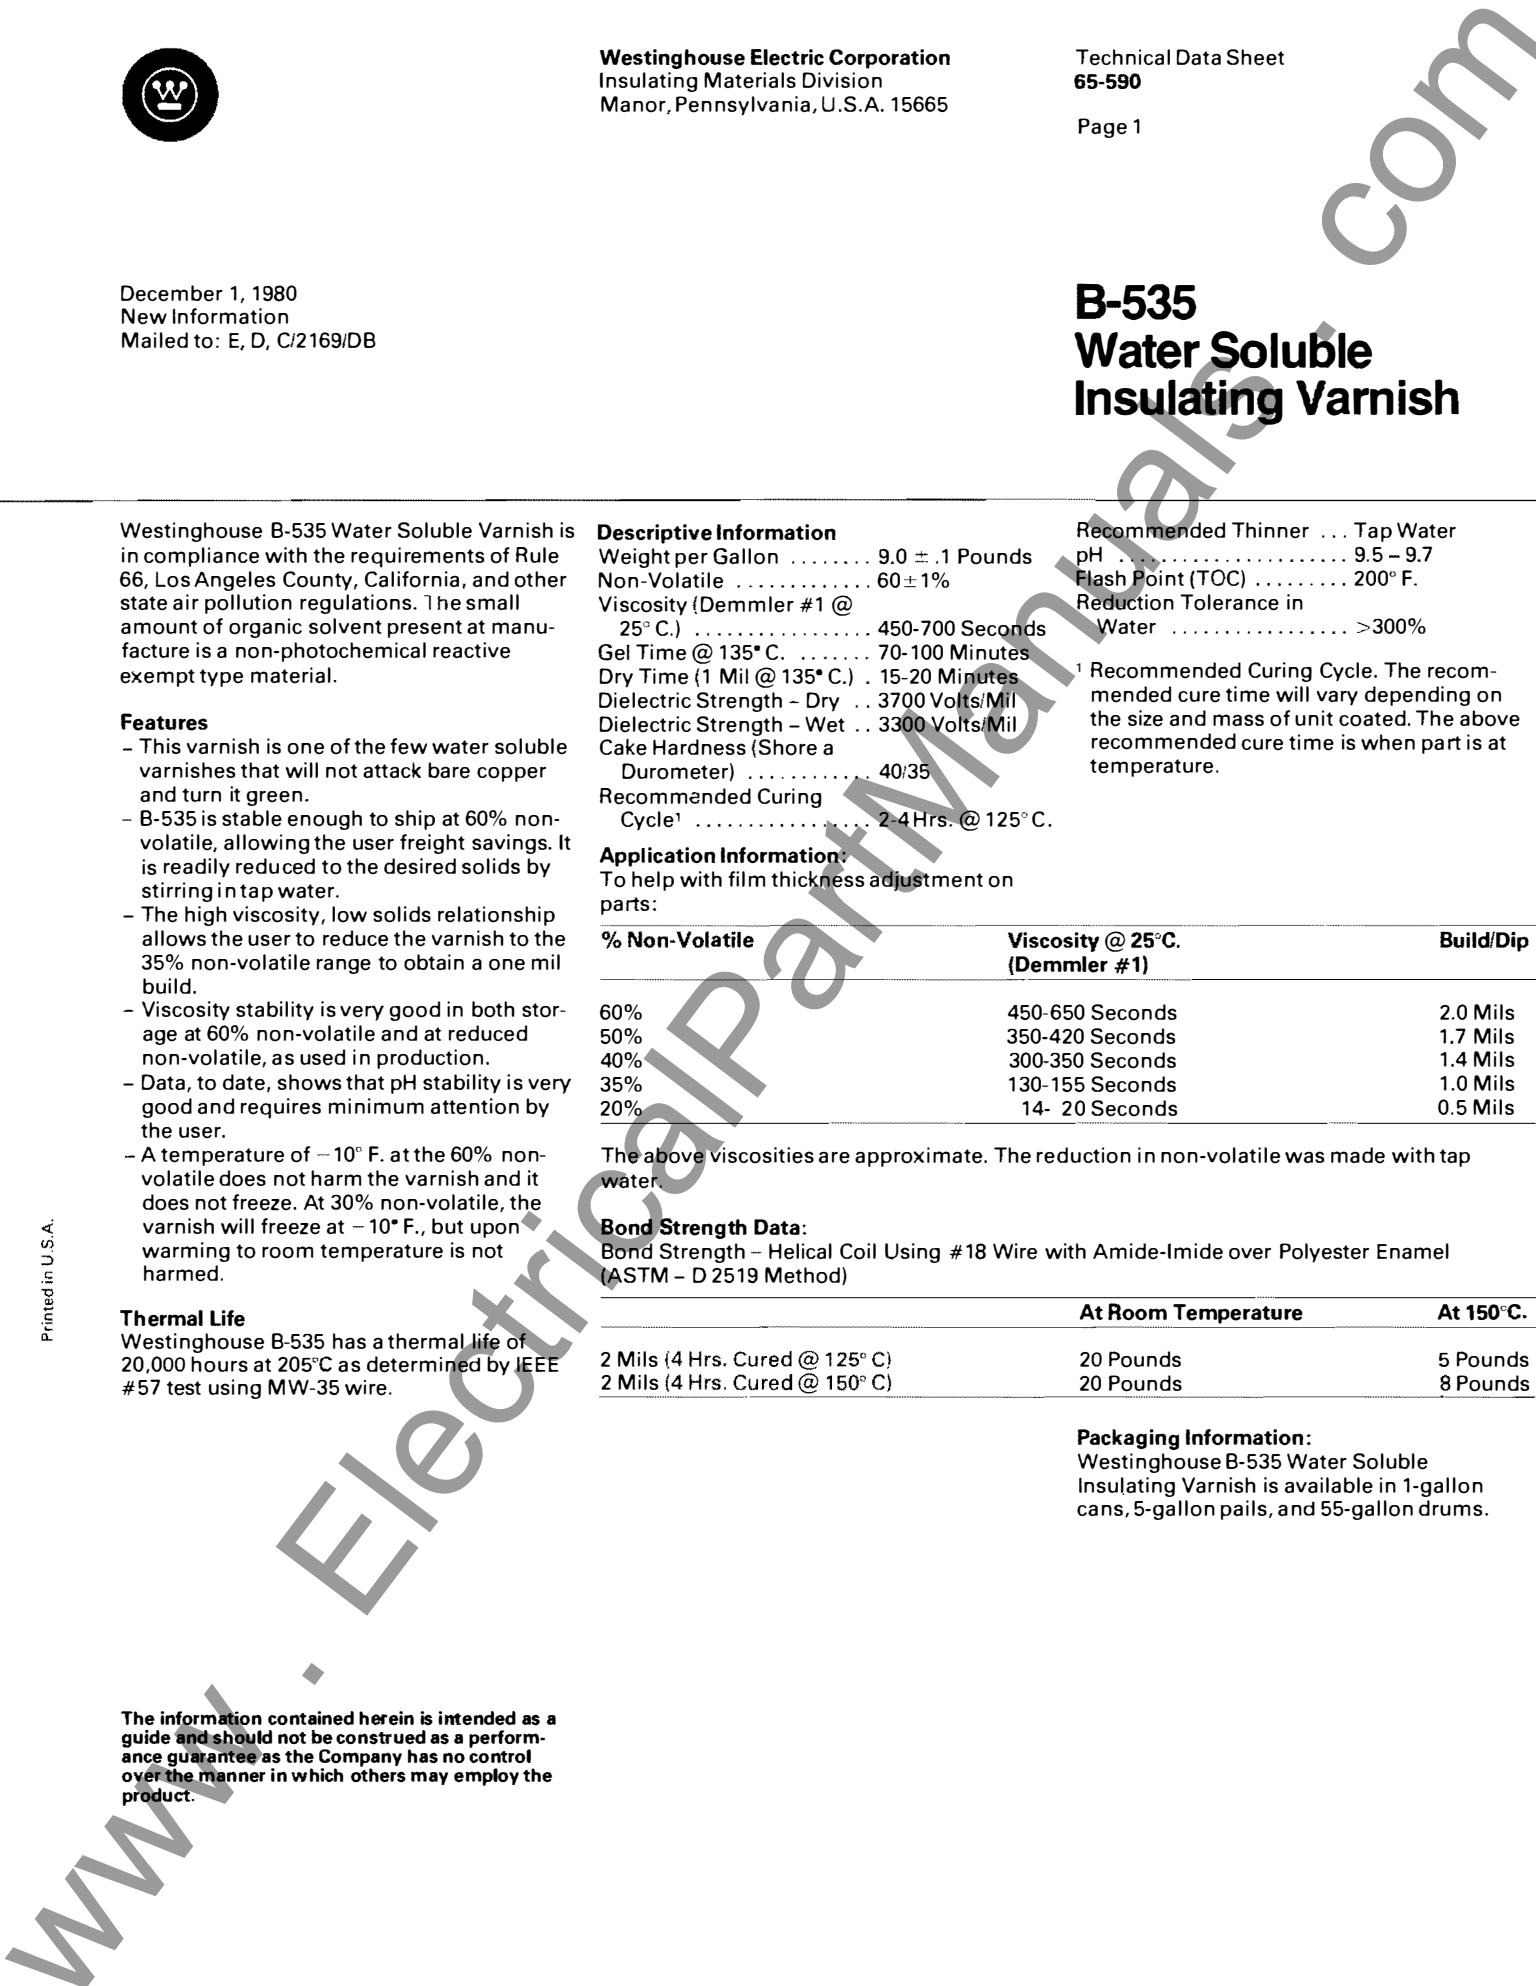 Westinghouse Electric Corporation
Insulating Materials Division
Manor, Pennsylvania, U.S.A. 15665
Technical Data Sheet
65-590
Page 1
December 1, 1980
New Information
Mailed to: E, D, C/2169/DB
B-535
Water Soluble
Insulating Varnish
Westinghouse B-535 Water Soluble Varnish is
in compliance with the requirements of Rule
66, Los Angeles County, California, and other
state air pollution regulations. The small
amount of organic solvent present at manu-
facture is a non-photochemical reactive
exempt type material.
Features
– This varnish is one of the few water soluble
varnishes that will not attack bare copper
and turn it green.
– B-535 is stable enough to ship at 60% non-
volatile, allowing the user freight savings. It
is readily reduced to the desired solids by
stirring in tap water.
– The high viscosity, low solids relationship
allows the user to reduce the varnish to the
35% non-volatile range to obtain a one mil
build.
– Viscosity stability is very good in both stor-
age at 60% non-volatile and at reduced
non-volatile, as used in production.
– Data, to date, shows that pH stability is very
good and requires minimum attention by
the user.
– A temperature of –10° F. at the 60% non-
volatile does not harm the varnish and it
does not freeze. At 30% non-volatile, the
varnish will freeze at –10° F., but upon
warming to room temperature is not
harmed.
Thermal Life
Westinghouse B-535 has a thermal life of
20,000 hours at 205°C as determined by IEEE
#57 test using MW-35 wire.
The information contained herein is intended as a
guide and should not be construed as a perform-
ance guarantee as the Company has no control
over the manner in which others may employ the
product.
Printed in U.S.A.
Descriptive Information
Weight per Gallon ........ 9.0 ± .1 Pounds
Non-Volatile ............. 60±1%
Viscosity (Demmler #1 @
25° C.) ................. 450-700 Seconds
Gel Time @ 135° C. ....... 70-100 Minutes
Dry Time (1 Mil @ 135° C.) . 15-20 Minutes
Dielectric Strength – Dry .. 3700 Volts/Mil
Dielectric Strength – Wet .. 3300 Volts/Mil
Cake Hardness (Shore a
Durometer) ............ 40/35
Recommended Curing
Cycle¹ ................. 2-4 Hrs. @ 125° C.
Recommended Thinner ... Tap Water
pH ...................... 9.5 – 9.7
Flash Point (TOC) ......... 200° F.
Reduction Tolerance in
Water ................. >300%
¹ Recommended Curing Cycle. The recom-
mended cure time will vary depending on
the size and mass of unit coated. The above
recommended cure time is when part is at
temperature.
Application Information:
To help with film thickness adjustment on
parts:
% Non-Volatile Viscosity @ 25°C. Build/Dip
(Demmler #1)
60% 450-650 Seconds 2.0 Mils
50% 350-420 Seconds 1.7 Mils
40% 300-350 Seconds 1.4 Mils
35% 130-155 Seconds 1.0 Mils
20% 14- 20 Seconds 0.5 Mils
The above viscosities are approximate. The reduction in non-volatile was made with tap
water.
Bond Strength Data:
Bond Strength – Helical Coil Using #18 Wire with Amide-Imide over Polyester Enamel
(ASTM – D 2519 Method)
At Room Temperature At 150°C.
2 Mils (4 Hrs. Cured @ 125° C) 20 Pounds 5 Pounds
2 Mils (4 Hrs. Cured @ 150° C) 20 Pounds 8 Pounds
Packaging Information:
Westinghouse B-535 Water Soluble
Insulating Varnish is available in 1-gallon
cans, 5-gallon pails, and 55-gallon drums.
www . ElectricalPartManuals . com